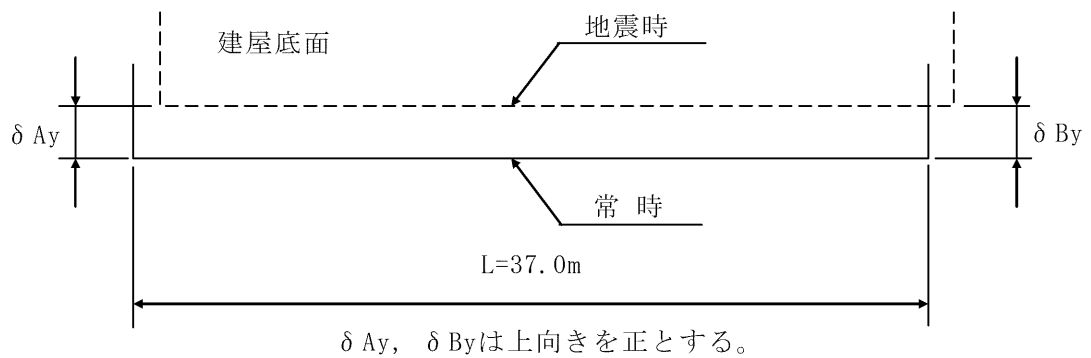 建屋底面
地震時
δAy
δBy
常 時
L=37.0m
δAy, δByは上向きを正とする。